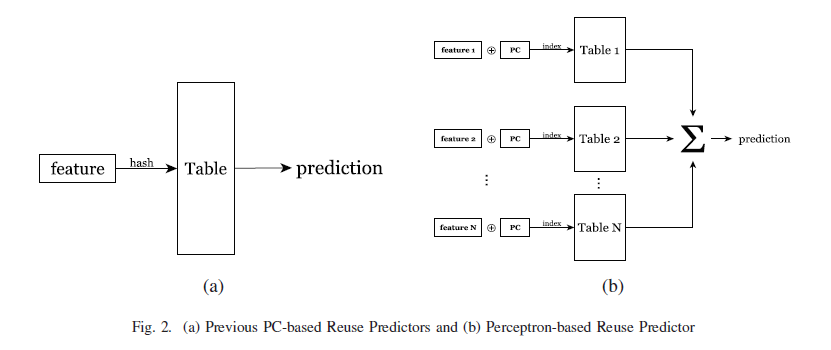 feature
hash
Table
prediction
(a)
feature 1 ⊕ PC
index
Table 1
feature 2 ⊕ PC
index
Table 2
Σ
prediction
⋮
⋮
feature N ⊕ PC
index
Table N
(b)
Fig. 2. (a) Previous PC-based Reuse Predictors and (b) Perceptron-based Reuse Predictor